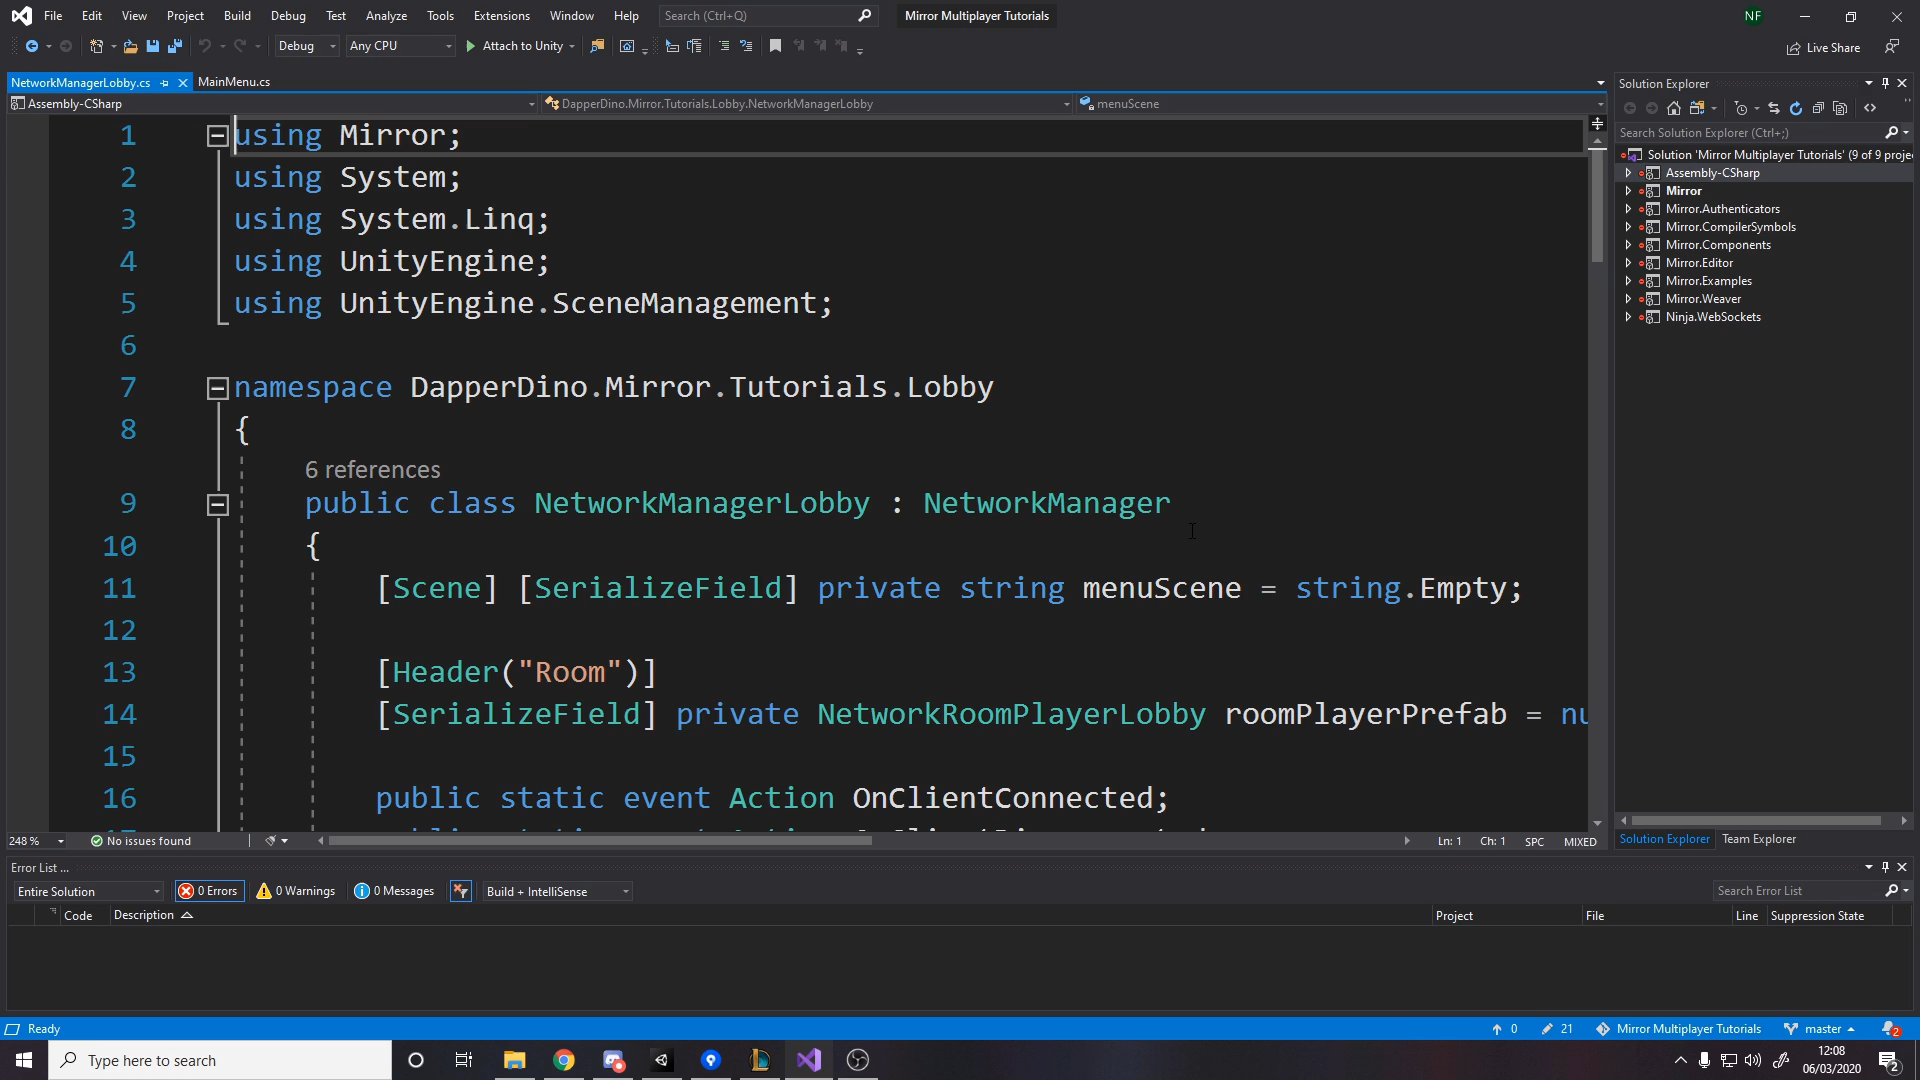 File Edit View Project Build Debug Test Analyze Tools Extensions Window Help Search (Ctrl+Q) Mirror Multiplayer Tutorials NF
Debug Any CPU Attach to Unity Live Share
NetworkManagerLobby.cs MainMenu.cs
Assembly-CSharp DapperDino.Mirror.Tutorials.Lobby.NetworkManagerLobby menuScene
1 using Mirror;
2 using System;
3 using System.Linq;
4 using UnityEngine;
5 using UnityEngine.SceneManagement;
6
7 namespace DapperDino.Mirror.Tutorials.Lobby
8 {
6 references
9 public class NetworkManagerLobby : NetworkManager
10 {
11 [Scene] [SerializeField] private string menuScene = string.Empty;
12
13 [Header("Room")]
14 [SerializeField] private NetworkRoomPlayerLobby roomPlayerPrefab = nu
15
16 public static event Action OnClientConnected;
248 % No issues found Ln: 1 Ch: 1 SPC MIXED
Solution Explorer
Search Solution Explorer (Ctrl+;)
Solution 'Mirror Multiplayer Tutorials' (9 of 9 proje
Assembly-CSharp
Mirror
Mirror.Authenticators
Mirror.CompilerSymbols
Mirror.Components
Mirror.Editor
Mirror.Examples
Mirror.Weaver
Ninja.WebSockets
Solution Explorer Team Explorer
Error List ...
Entire Solution 0 Errors 0 Warnings 0 Messages Build + IntelliSense Search Error List
Code Description Project File Line Suppression State
Ready 0 21 Mirror Multiplayer Tutorials master 2
Type here to search 12:08
06/03/2020 2